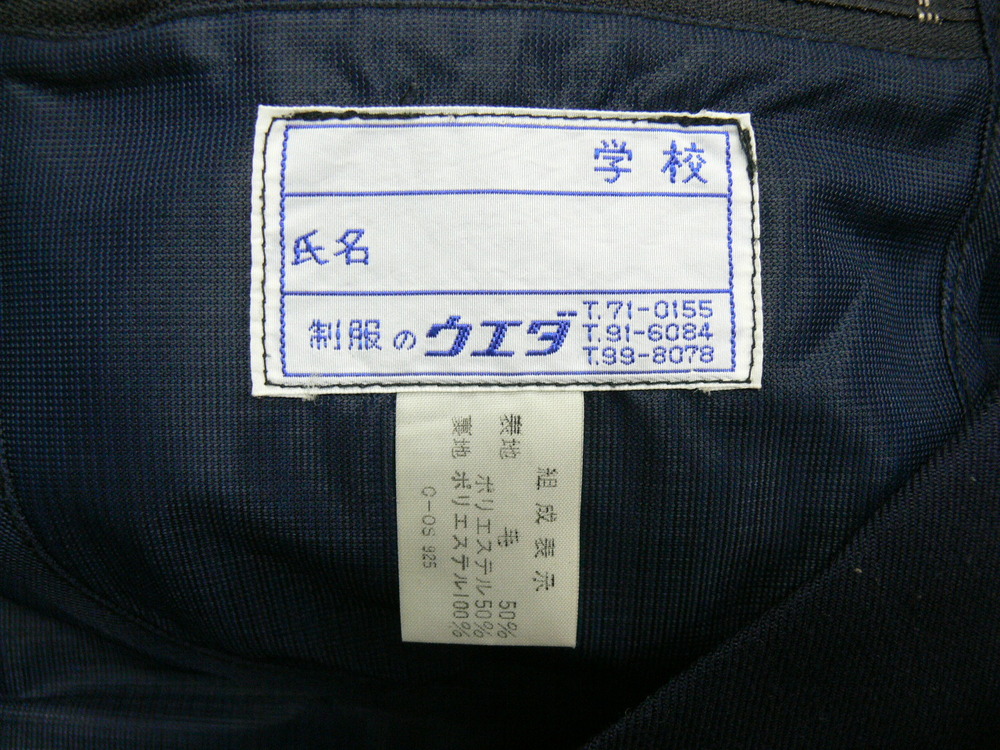 学校
氏名
制服のウエダ
T.71-0155
T.91-6084
T.99-8078
組成表示
表地 毛 50%
ポリエステル50%
裏地 ポリエステル100%
O-OS 925